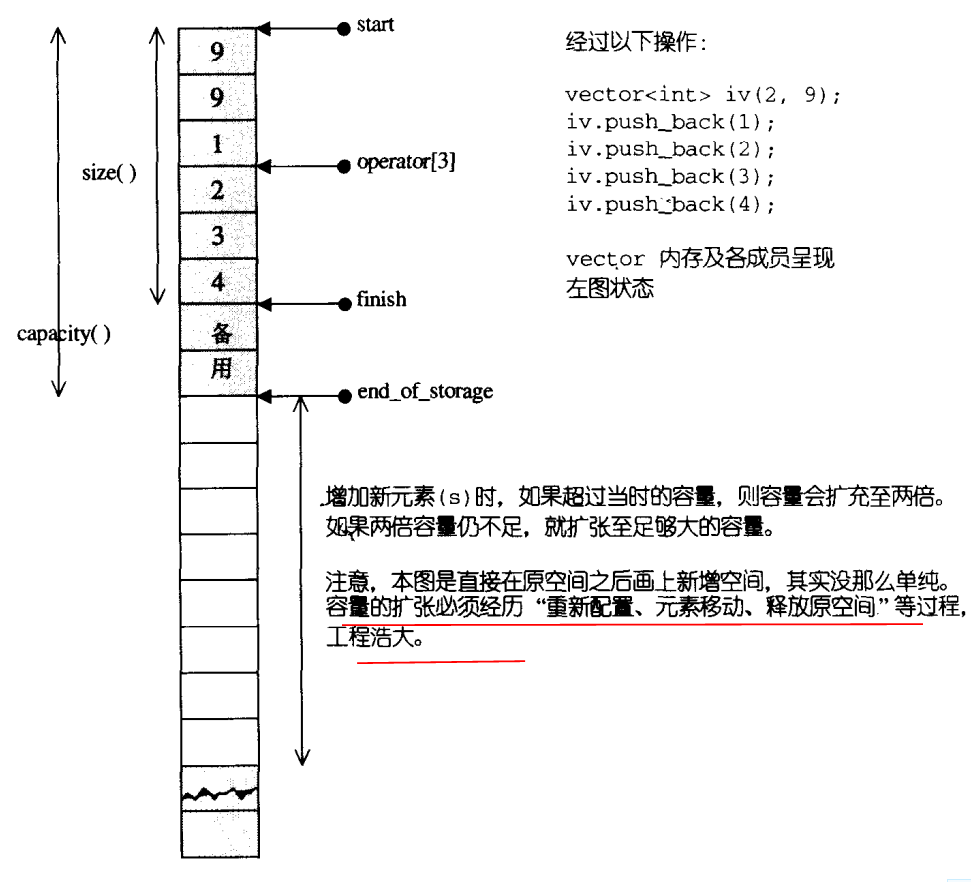 start
经过以下操作:
9
9
vector<int> iv(2, 9);
iv.push_back(1);
1
iv.push_back(2);
operator[3]
size( )
iv.push_back(3);
2
iv.push_back(4);
3
vector 内存及各成员呈现
左图状态
4
finish
capacity( )
备
用
end_of_storage
增加新元素(s)时，如果超过当时的容量，则容量会扩充至两倍。
如果两倍容量仍不足，就扩张至足够大的容量。
注意，本图是直接在原空间之后画上新增空间，其实没那么单纯。
容量的扩张必须经历“重新配置、元素移动、释放原空间”等过程，
工程浩大。